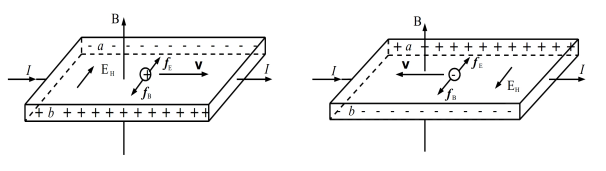 B
a - - - - - - - - - - -
E_H
f_E
+
v
f_B
I
I
b + + + + + + + + + + + + +
B
+ a + + + + + + + + + + + +
f_E
v
-
f_B
E_H
I
I
b - - - - - - - - - -